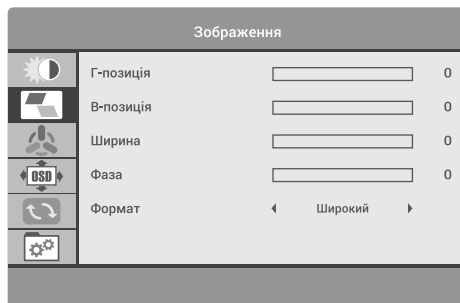 Зображення
Г-позиція 0
В-позиція 0
Ширина 0
Фаза 0
OSD
Формат Широкий